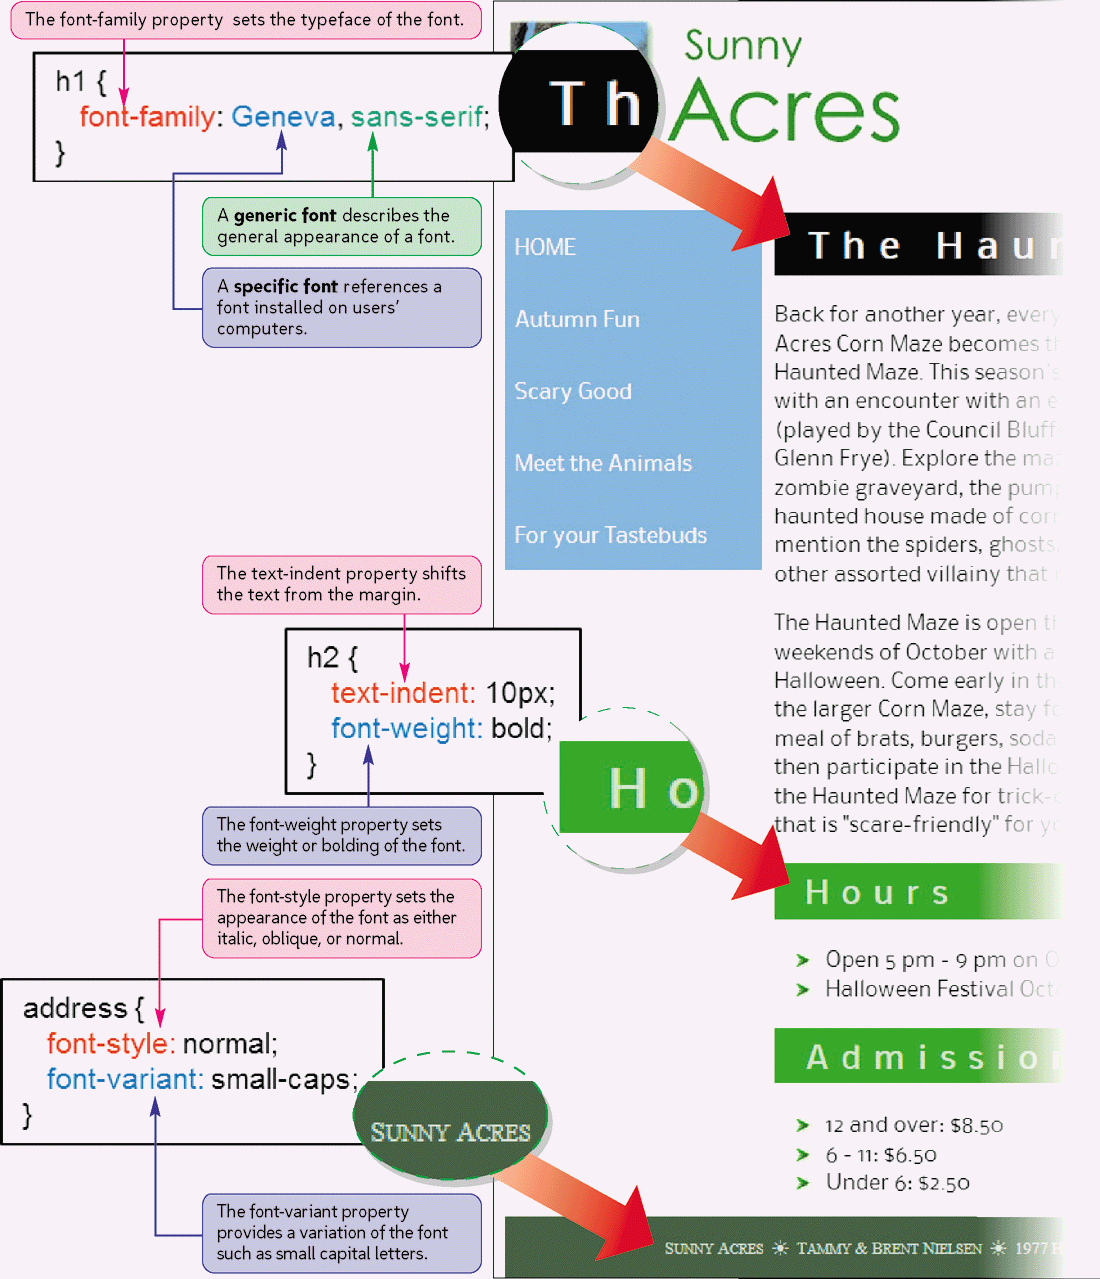 The font-family property sets the typeface of the font.
h1 {
font-family: Geneva, sans-serif;
}
A generic font describes the
general appearance of a font.
A specific font references a
font installed on users'
computers.
Th
Sunny
Acres
HOME
Autumn Fun
Scary Good
Meet the Animals
For your Tastebuds
The Haun
Back for another year, every
Acres Corn Maze becomes th
Haunted Maze. This season's
with an encounter with an e
(played by the Council Bluff
Glenn Frye). Explore the ma
zombie graveyard, the pump
haunted house made of corn
mention the spiders, ghosts,
other assorted villainy that
The Haunted Maze is open th
weekends of October with a
Halloween. Come early in th
the larger Corn Maze, stay fo
meal of brats, burgers, soda
then participate in the Hallo
the Haunted Maze for trick-o
that is "scare-friendly" for yo
The text-indent property shifts
the text from the margin.
h2 {
text-indent: 10px;
font-weight: bold;
}
The font-weight property sets
the weight or bolding of the font.
Ho
Hours
Open 5 pm - 9 pm on O
Halloween Festival Oct
Admission
12 and over: $8.50
6 - 11: $6.50
Under 6: $2.50
The font-style property sets the
appearance of the font as either
italic, oblique, or normal.
address {
font-style: normal;
font-variant: small-caps;
}
The font-variant property
provides a variation of the font
such as small capital letters.
SUNNY ACRES
SUNNY ACRES ☀ TAMMY & BRENT NIELSEN ☀ 1977 H